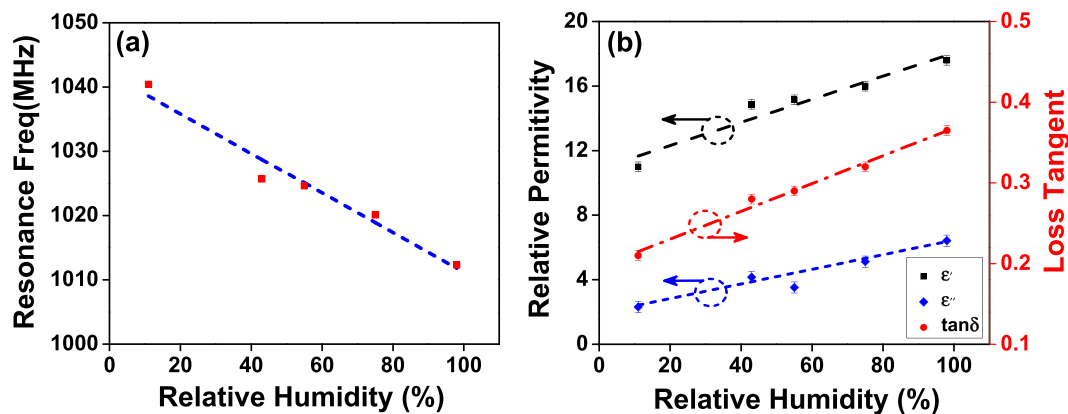 (a)
Resonance Freq(MHz)
1050
1040
1030
1020
1010
1000
0 20 40 60 80 100
Relative Humidity (%)
(b)
Relative Permitivity
20
16
12
8
4
0
0 20 40 60 80 100
Relative Humidity (%)
0.5
0.4
0.3
0.2
0.1
Loss Tangent
ε′
ε″
tanδ